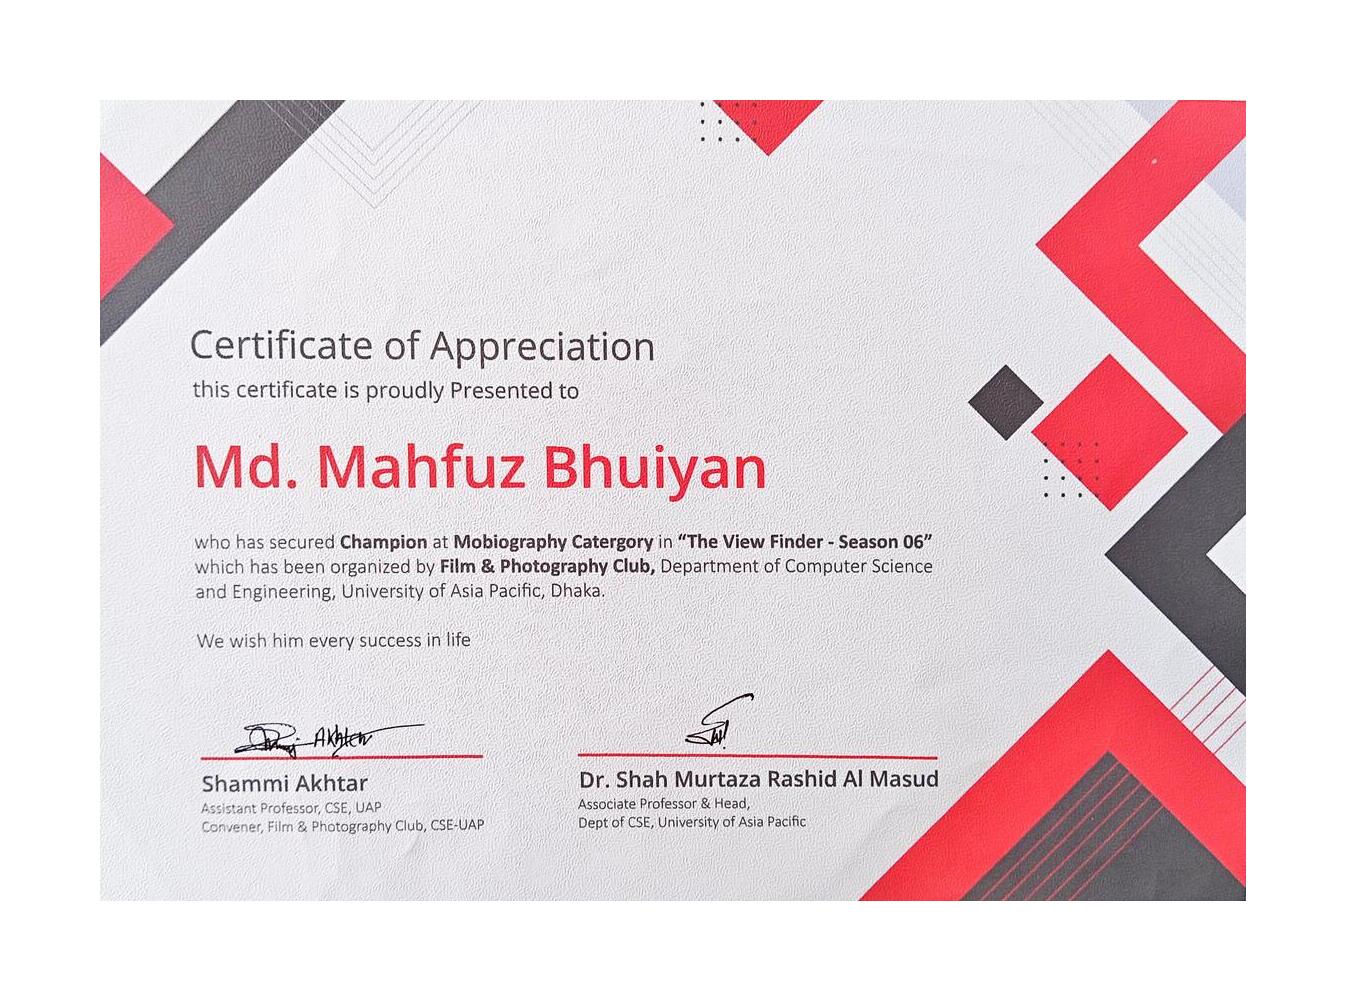 Certificate of Appreciation
this certificate is proudly Presented to
Md. Mahfuz Bhuiyan
who has secured Champion at Mobiography Catergory in “The View Finder - Season 06”
which has been organized by Film & Photography Club, Department of Computer Science
and Engineering, University of Asia Pacific, Dhaka.
We wish him every success in life
Akhter
Shammi Akhtar
Assistant Professor, CSE, UAP
Convener, Film & Photography Club, CSE-UAP
Dr. Shah Murtaza Rashid Al Masud
Associate Professor & Head,
Dept of CSE, University of Asia Pacific